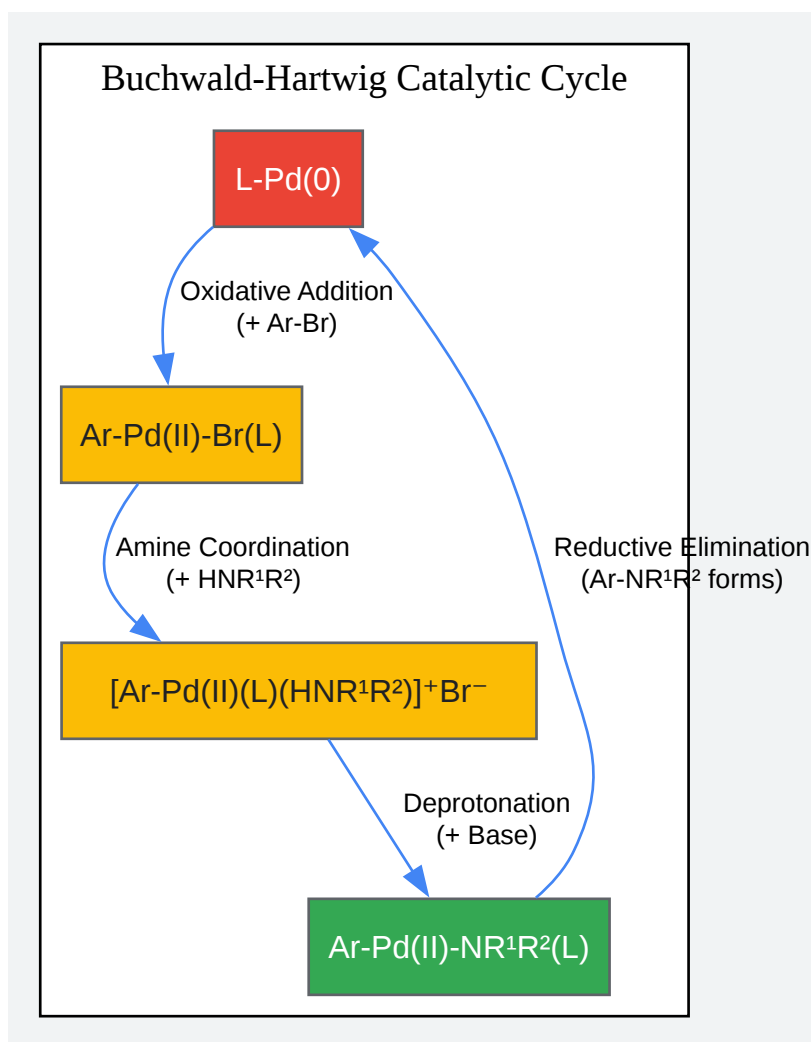 Buchwald-Hartwig Catalytic Cycle
L-Pd(0)
Oxidative Addition
(+ Ar-Br)
Ar-Pd(II)-Br(L)
Amine Coordination
(+ HNR¹R²)
Reductive Elimination
(Ar-NR¹R² forms)
[Ar-Pd(II)(L)(HNR¹R²)]⁺Br⁻
Deprotonation
(+ Base)
Ar-Pd(II)-NR¹R²(L)